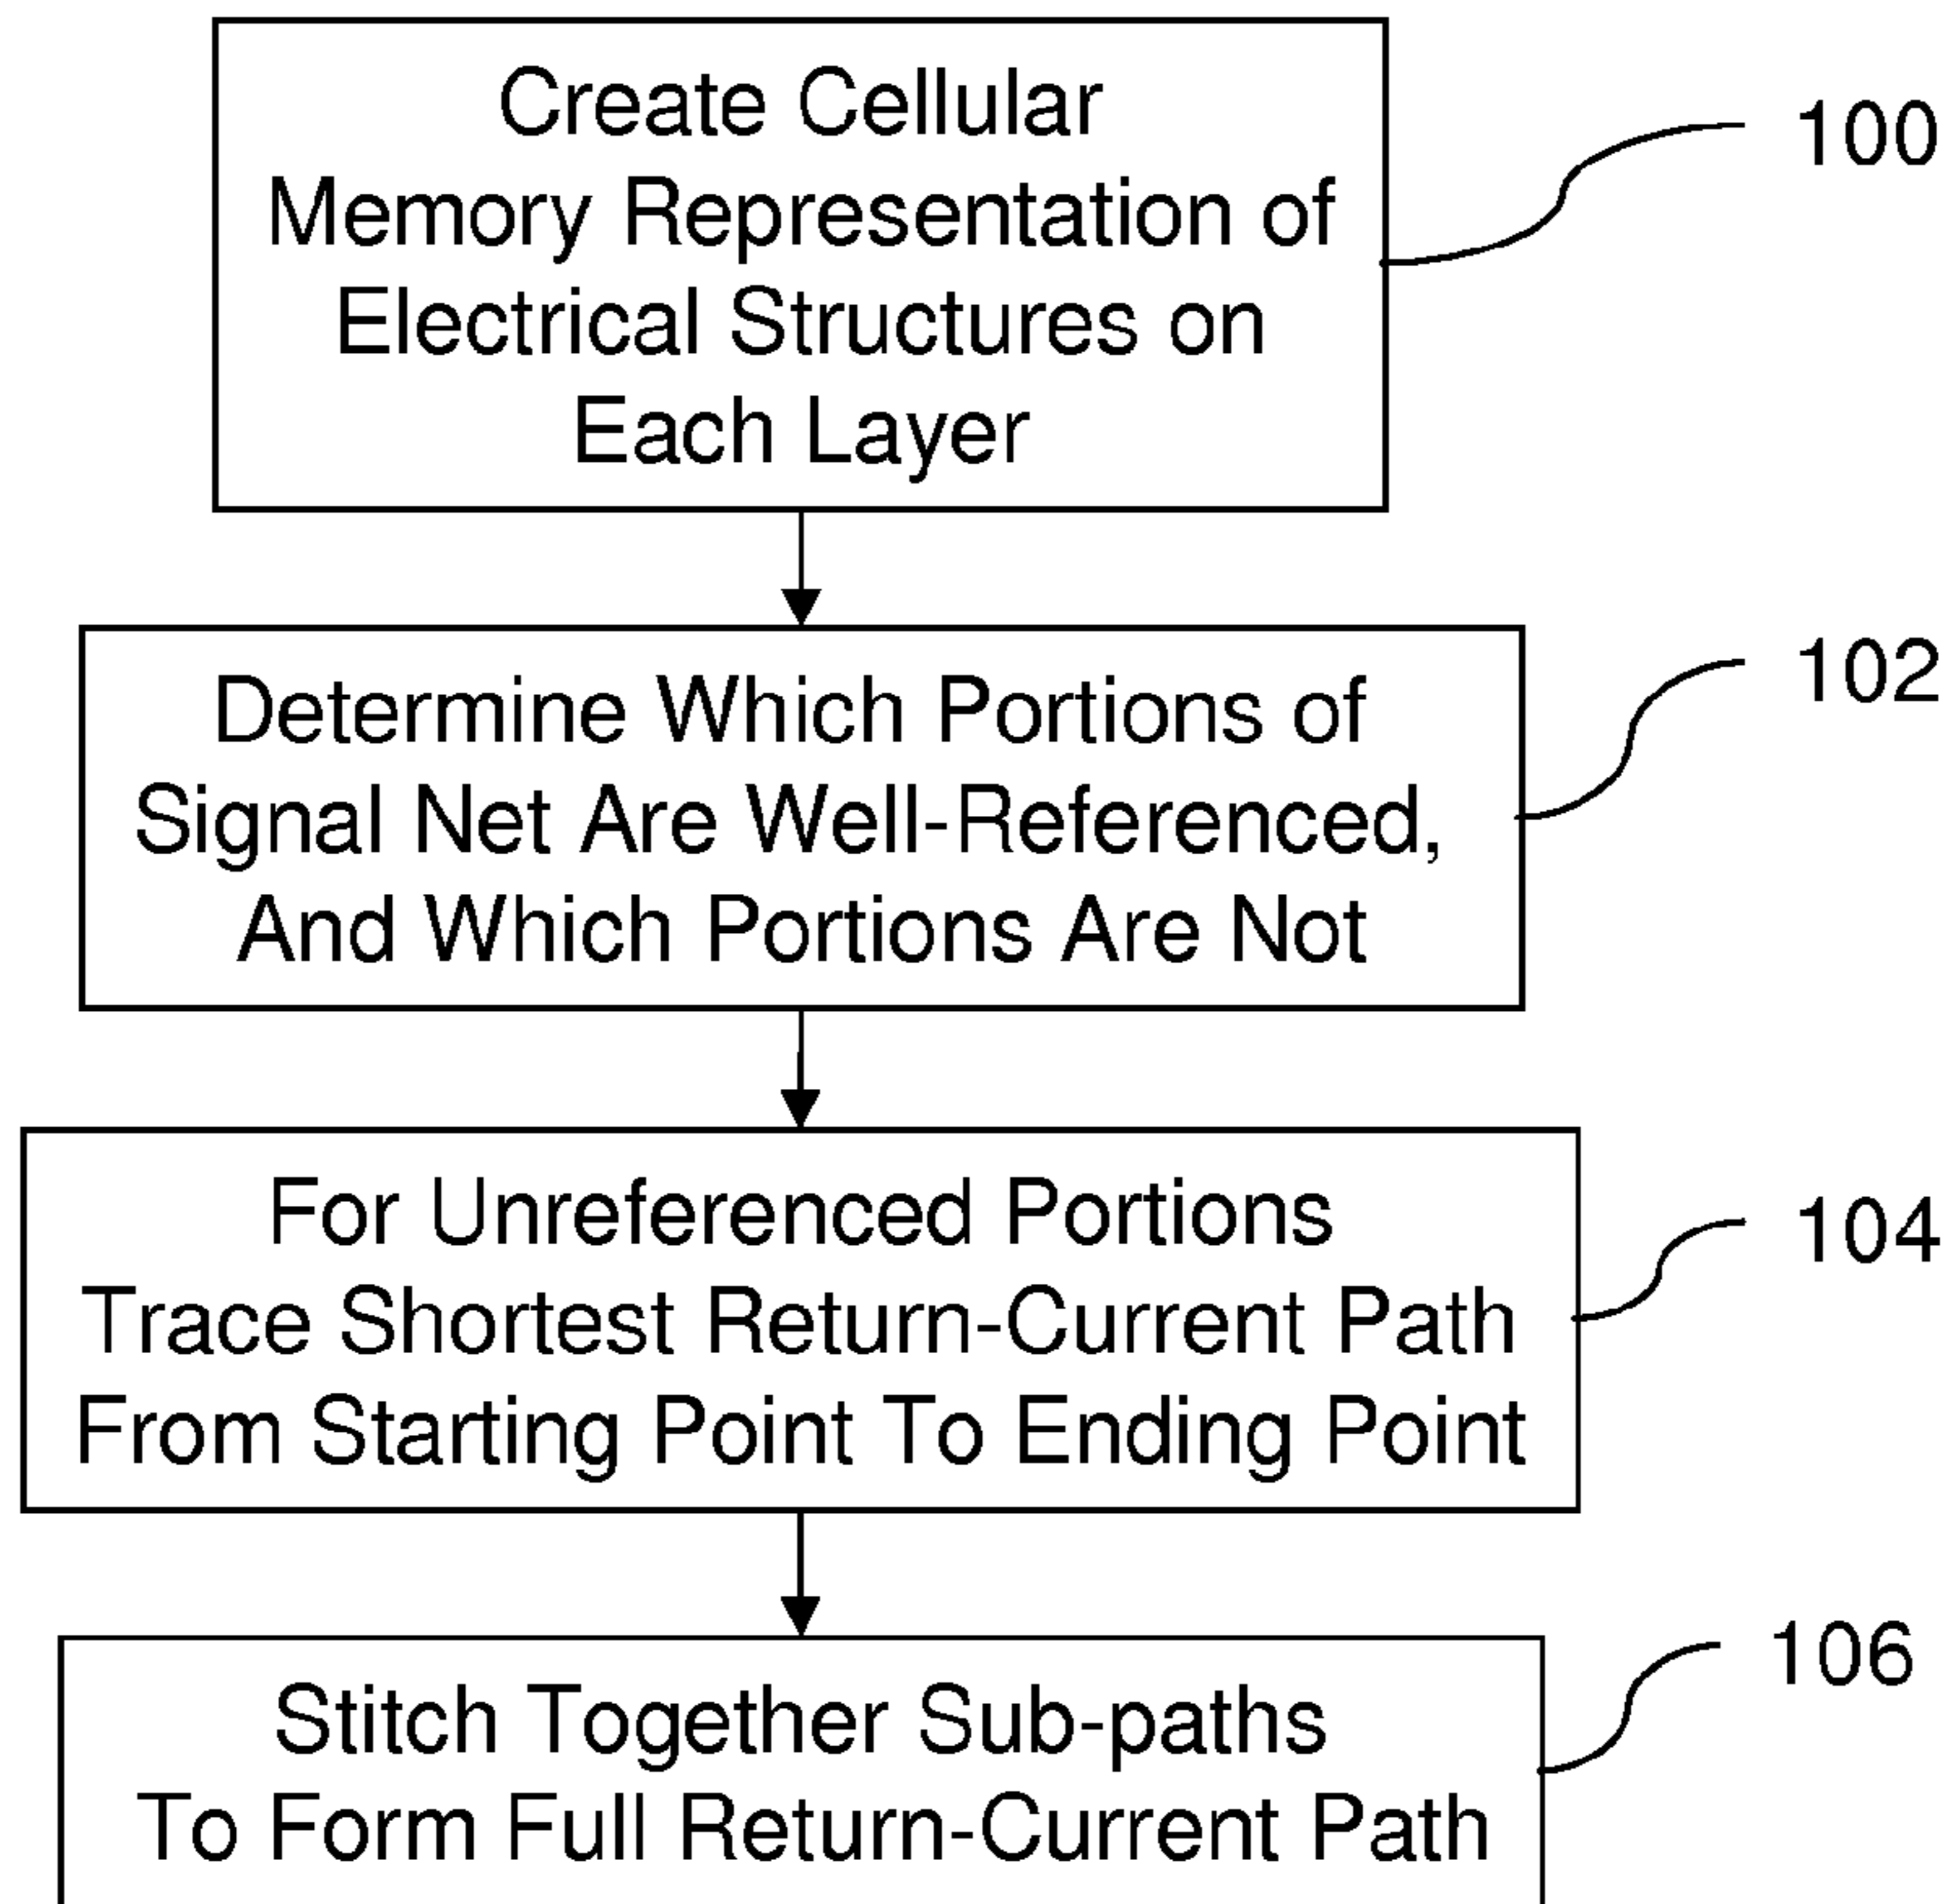 Create Cellular
Memory Representation of
Electrical Structures on
Each Layer
100
Determine Which Portions of
Signal Net Are Well-Referenced,
And Which Portions Are Not
102
For Unreferenced Portions
Trace Shortest Return-Current Path
From Starting Point To Ending Point
104
Stitch Together Sub-paths
To Form Full Return-Current Path
106